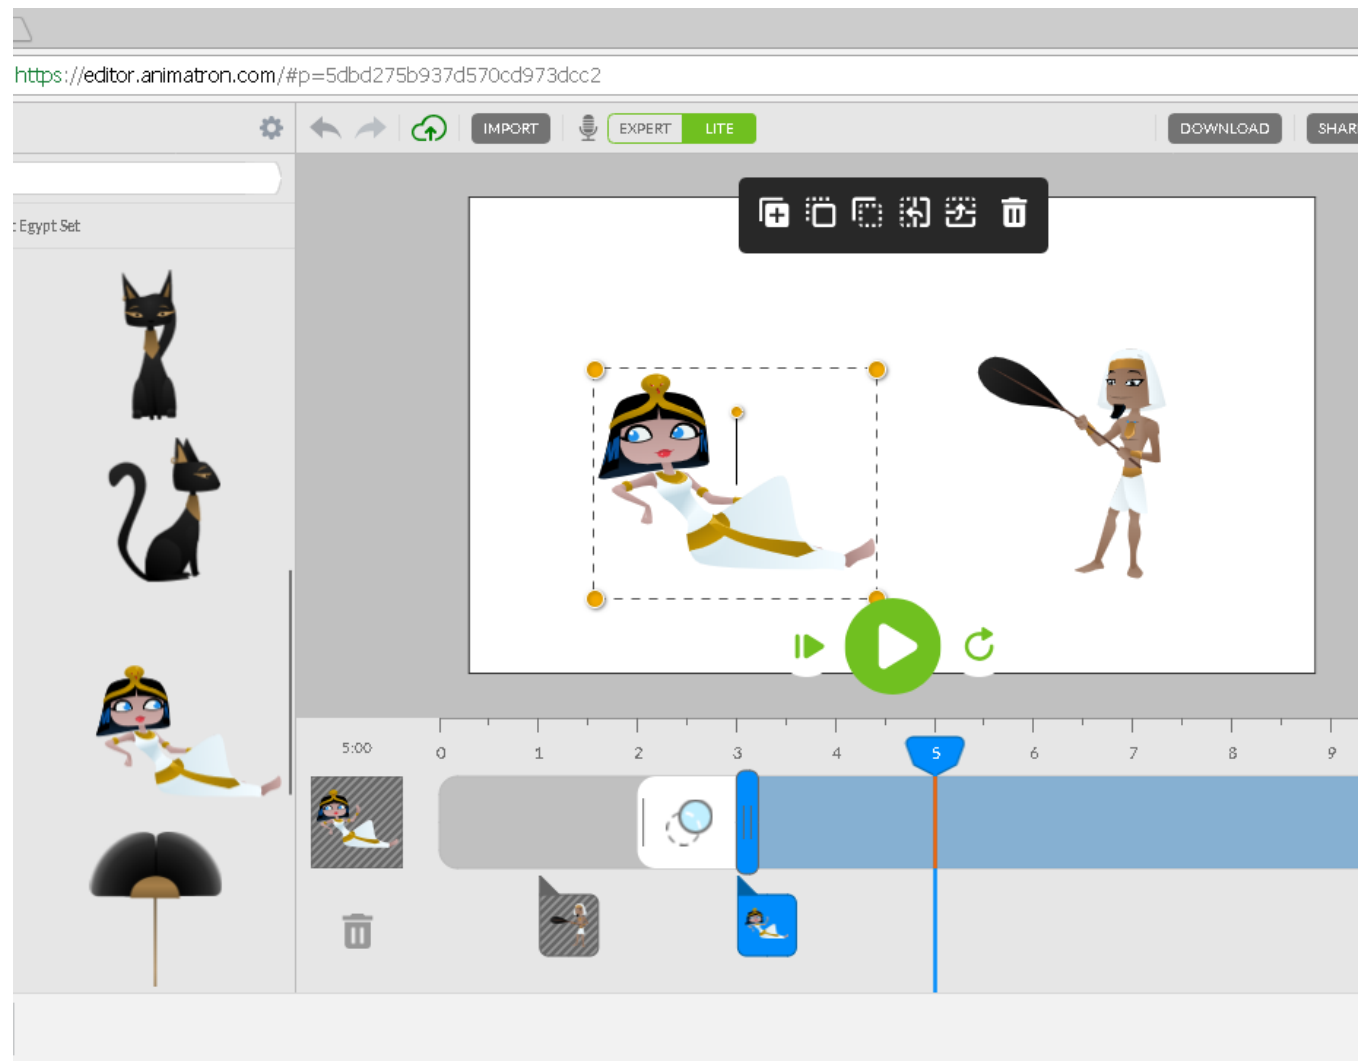 https://editor.animatron.com/#p=5dbd275b937d570cd973dcc2
IMPORT
EXPERT
LITE
DOWNLOAD
SHAR
: Egypt Set
5:00
0 1 2 3 4 5 6 7 8 9